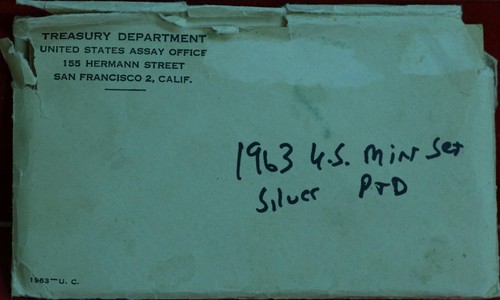 TREASURY DEPARTMENT
UNITED STATES ASSAY OFFICE
155 HERMANN STREET
SAN FRANCISCO 2, CALIF.
1963 U.S. Mint Set
Silver P+D
1963—U. C.